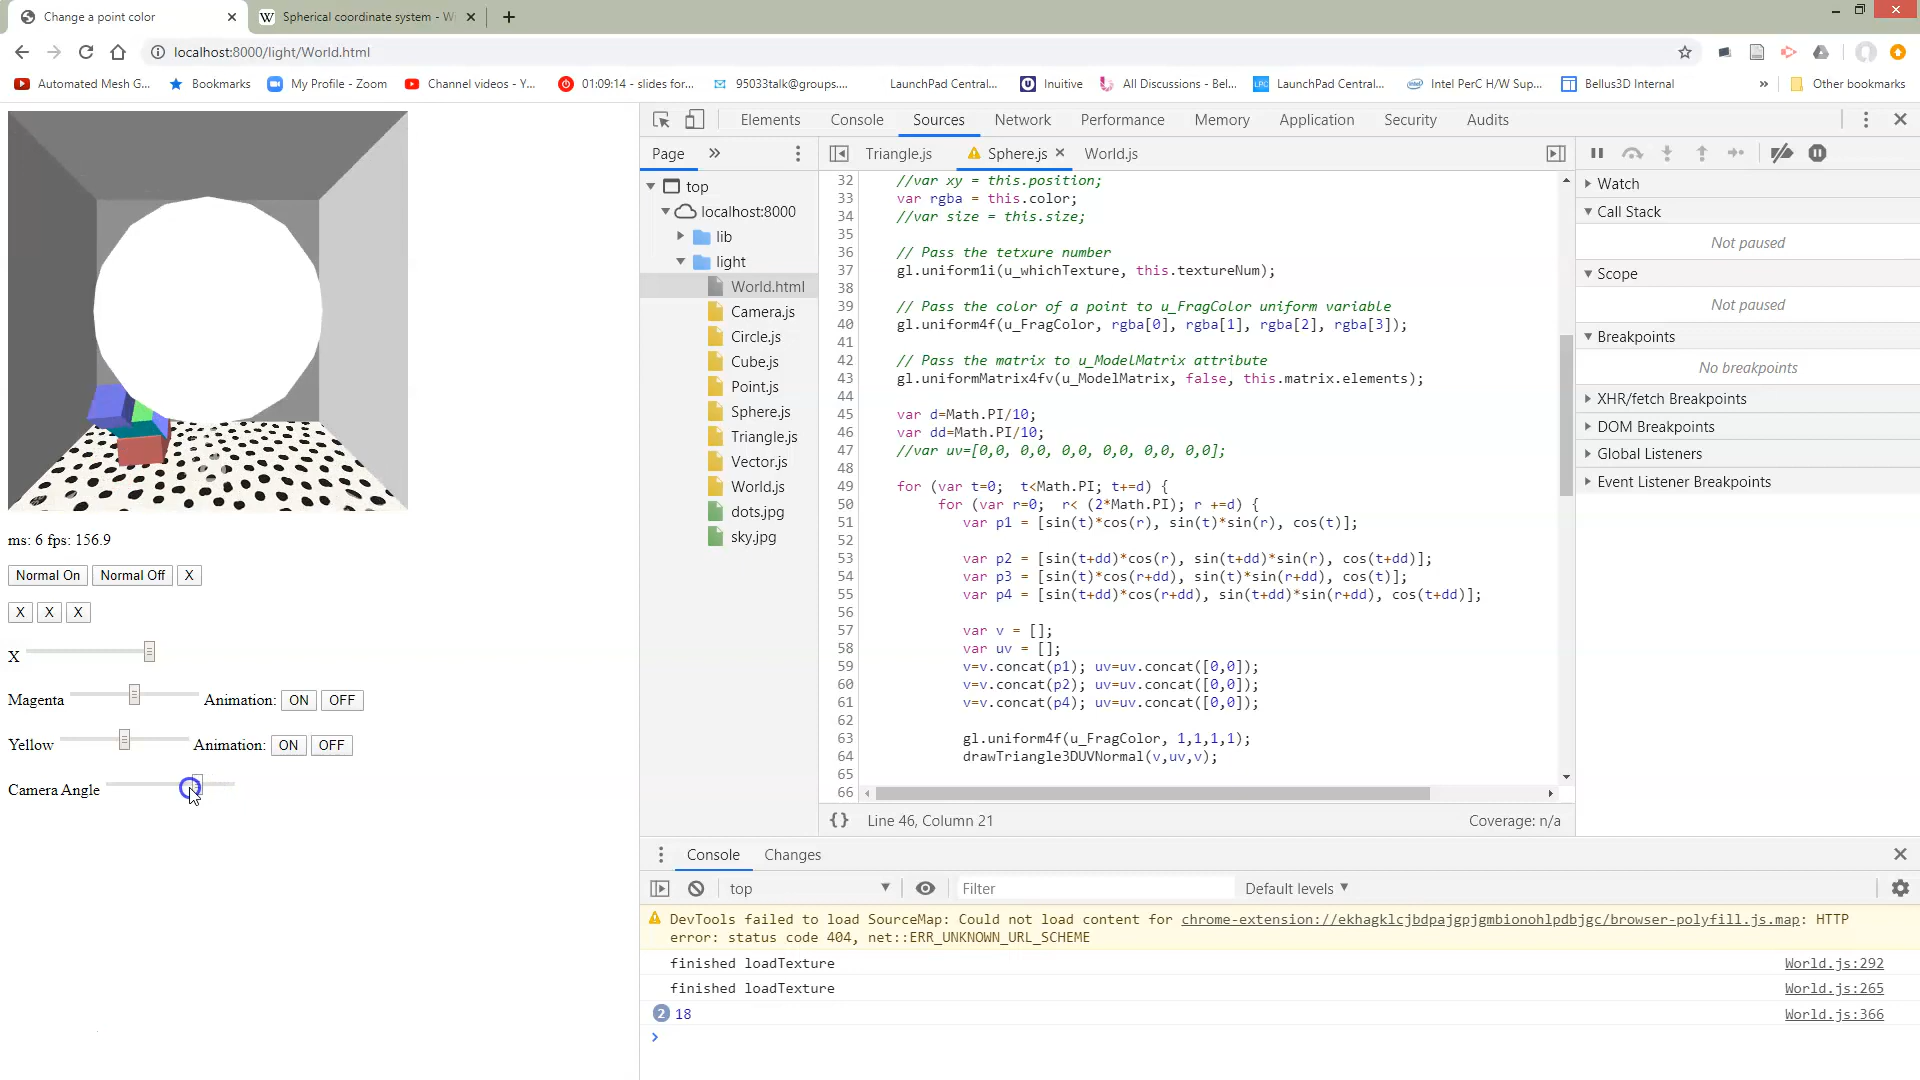 Change a point color
Spherical coordinate system - Wi
localhost:8000/light/World.html
Automated Mesh G...
Bookmarks
My Profile - Zoom
Channel videos - Y...
01:09:14 - slides for...
95033talk@groups....
LaunchPad Central...
Inuitive
All Discussions - Bel...
LaunchPad Central...
Intel PerC H/W Sup...
Bellus3D Internal
»
Other bookmarks
Elements
Console
Sources
Network
Performance
Memory
Application
Security
Audits
Page
»
Triangle.js
Sphere.js
World.js
top
localhost:8000
lib
light
World.html
Camera.js
Circle.js
Cube.js
Point.js
Sphere.js
Triangle.js
Vector.js
World.js
dots.jpg
sky.jpg
32 //var xy = this.position;
33 var rgba = this.color;
34 //var size = this.size;
35
36 // Pass the tetxure number
37 gl.uniform1i(u_whichTexture, this.textureNum);
38
39 // Pass the color of a point to u_FragColor uniform variable
40 gl.uniform4f(u_FragColor, rgba[0], rgba[1], rgba[2], rgba[3]);
41
42 // Pass the matrix to u_ModelMatrix attribute
43 gl.uniformMatrix4fv(u_ModelMatrix, false, this.matrix.elements);
44
45 var d=Math.PI/10;
46 var dd=Math.PI/10;
47 //var uv=[0,0, 0,0, 0,0, 0,0, 0,0, 0,0];
48
49 for (var t=0; t<Math.PI; t+=d) {
50 for (var r=0; r< (2*Math.PI); r +=d) {
51 var p1 = [sin(t)*cos(r), sin(t)*sin(r), cos(t)];
52
53 var p2 = [sin(t+dd)*cos(r), sin(t+dd)*sin(r), cos(t+dd)];
54 var p3 = [sin(t)*cos(r+dd), sin(t)*sin(r+dd), cos(t)];
55 var p4 = [sin(t+dd)*cos(r+dd), sin(t+dd)*sin(r+dd), cos(t+dd)];
56
57 var v = [];
58 var uv = [];
59 v=v.concat(p1); uv=uv.concat([0,0]);
60 v=v.concat(p2); uv=uv.concat([0,0]);
61 v=v.concat(p4); uv=uv.concat([0,0]);
62
63 gl.uniform4f(u_FragColor, 1,1,1,1);
64 drawTriangle3DUVNormal(v,uv,v);
65
66
{} Line 46, Column 21
Coverage: n/a
Watch
Call Stack
Not paused
Scope
Not paused
Breakpoints
No breakpoints
XHR/fetch Breakpoints
DOM Breakpoints
Global Listeners
Event Listener Breakpoints
ms: 6 fps: 156.9
Normal On
Normal Off
X
X
X
X
X
Magenta
Animation:
ON
OFF
Yellow
Animation:
ON
OFF
Camera Angle
Console
Changes
top
Filter
Default levels
DevTools failed to load SourceMap: Could not load content for chrome-extension://ekhagklcjbdpajgpjgmbionohlpdbjgc/browser-polyfill.js.map: HTTP
error: status code 404, net::ERR_UNKNOWN_URL_SCHEME
finished loadTexture World.js:292
finished loadTexture World.js:265
2 18 World.js:366